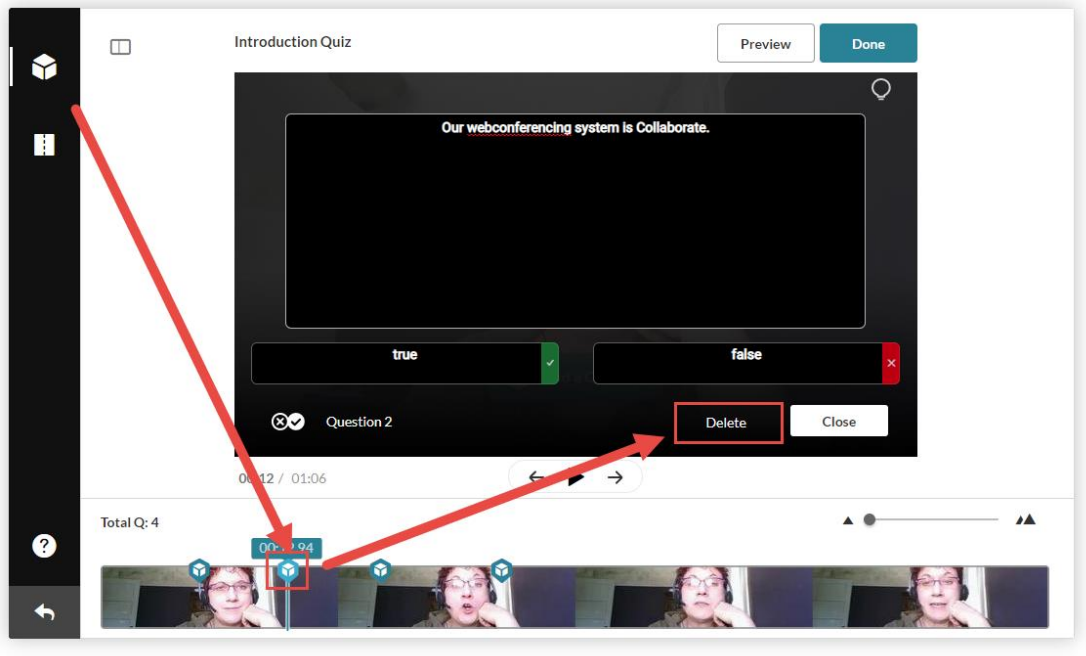 Introduction Quiz
Preview
Done
Our webconferencing system is Collaborate.
true
false
Question 2
Delete
Close
/ 01:06
Total Q: 4
?